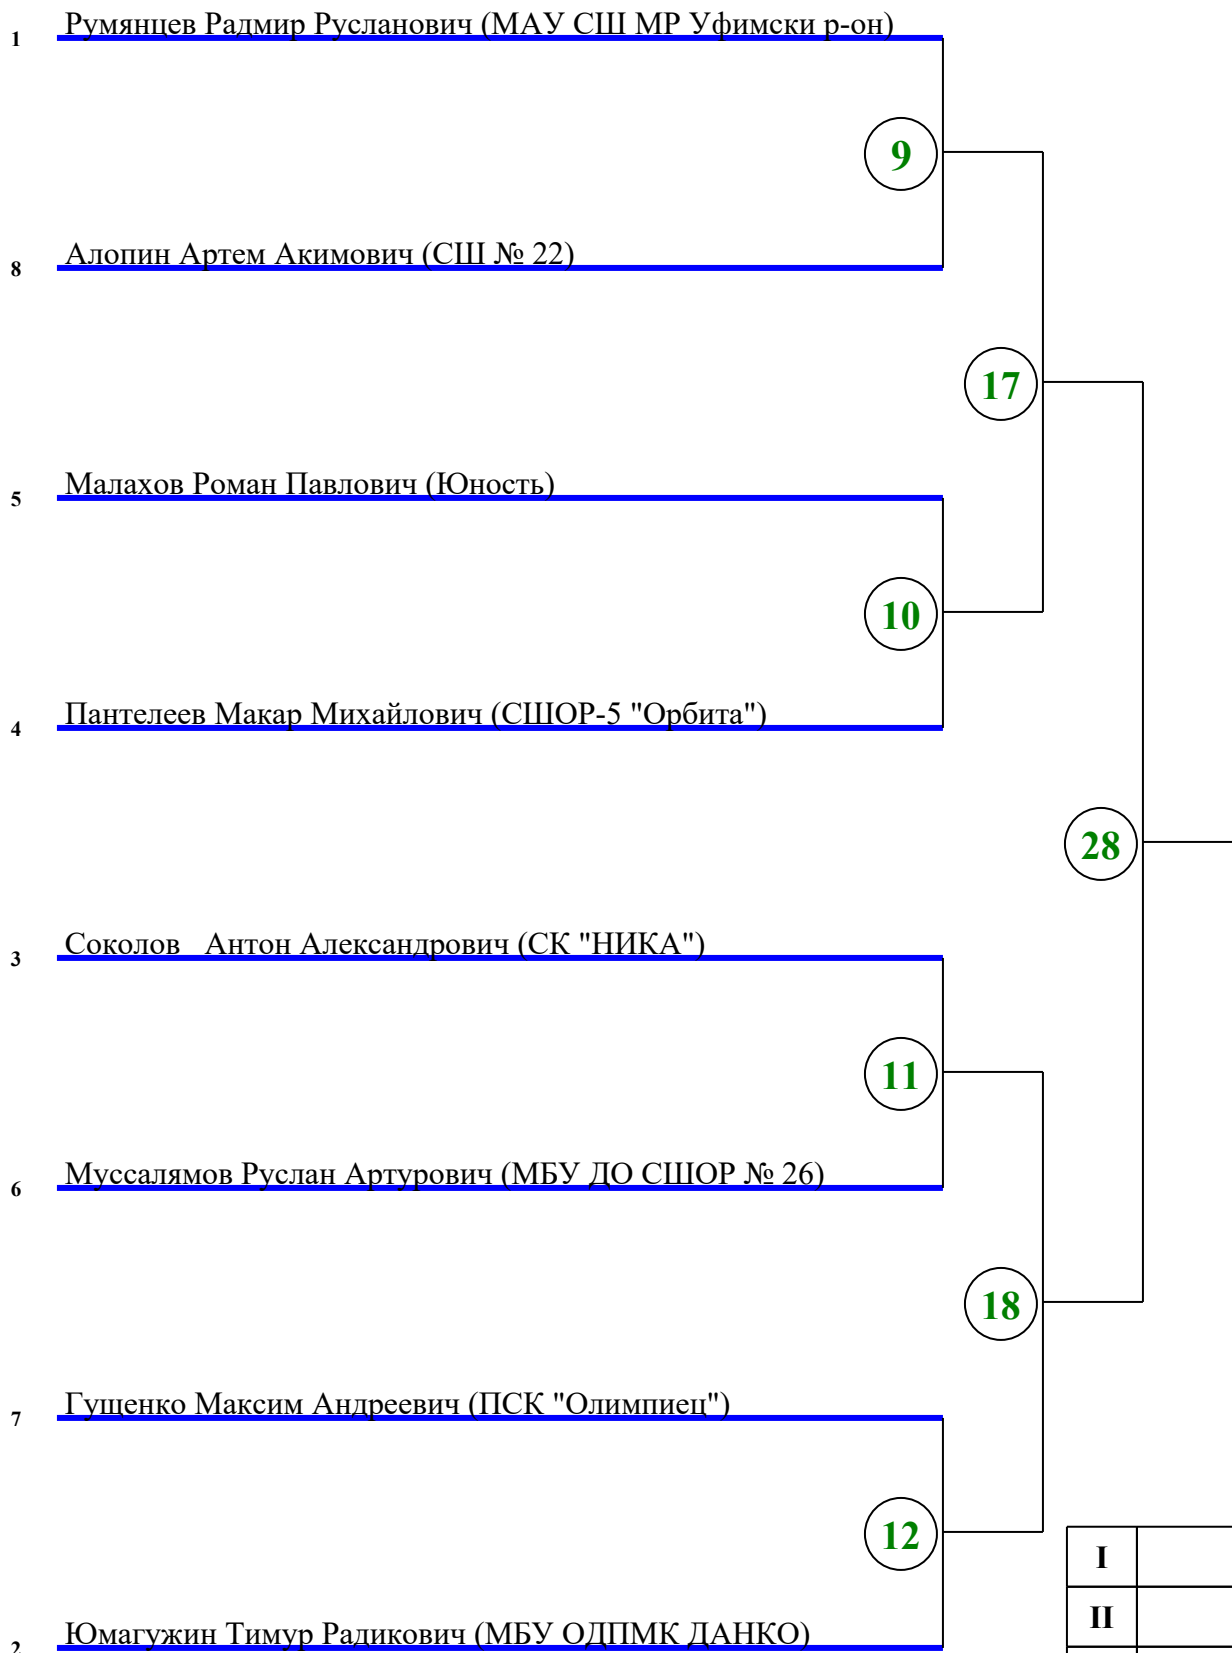 1 Румянцев Радмир Русланович (МАУ СШ МР Уфимски р-он)
9
8 Алопин Артем Акимович (СШ № 22)
17
5 Малахов Роман Павлович (Юность)
10
4 Пантелеев Макар Михайлович (СШОР-5 "Орбита")
28
3 Соколов Антон Александрович (СК "НИКА")
11
6 Муссалямов Руслан Артурович (МБУ ДО СШОР № 26)
18
7 Гущенко Максим Андреевич (ПСК "Олимпиец")
12
I
II
2 Юмагужин Тимур Радикович (МБУ ОДПМК ДАНКО)